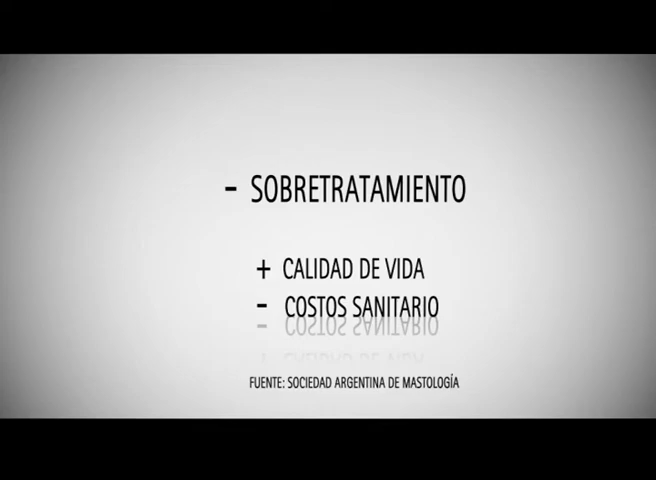 - SOBRETRATAMIENTO
+ CALIDAD DE VIDA
- COSTOS SANITARIO
FUENTE: SOCIEDAD ARGENTINA DE MASTOLOGÍA